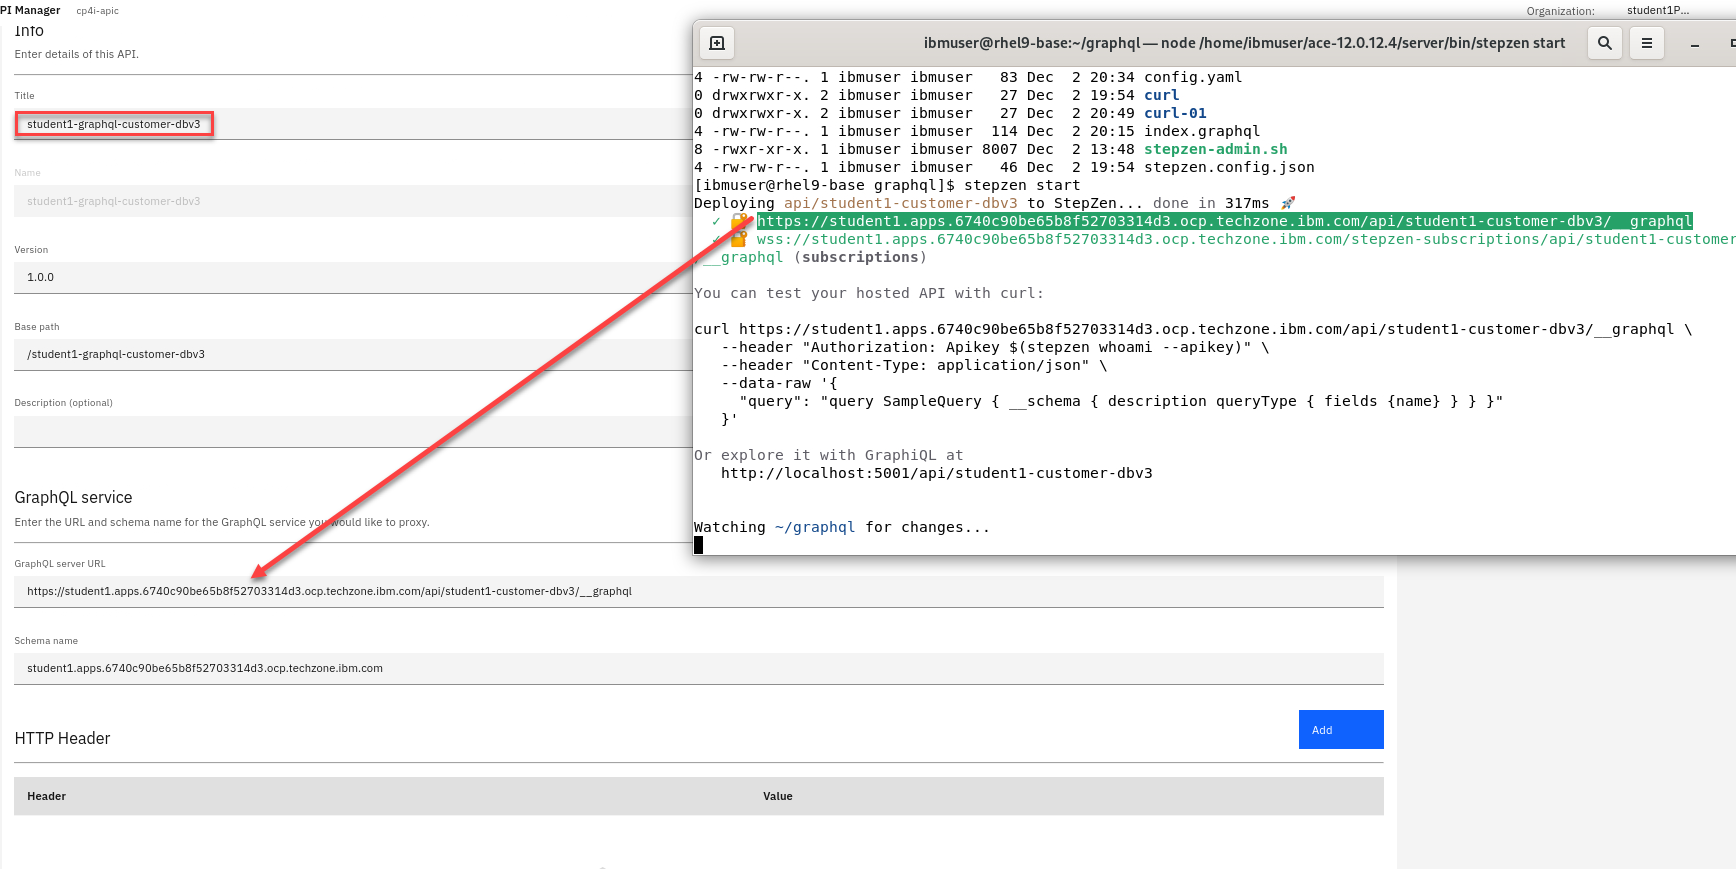 PI Manager cp4i-apic
Organization: student1P...
Info
Enter details of this API.
Title
student1-graphql-customer-dbv3
Name
student1-graphql-customer-dbv3
Version
1.0.0
Base path
/student1-graphql-customer-dbv3
Description (optional)
GraphQL service
Enter the URL and schema name for the GraphQL service you would like to proxy.
GraphQL server URL
https://student1.apps.6740c90be65b8f52703314d3.ocp.techzone.ibm.com/api/student1-customer-dbv3/__graphql
Schema name
student1.apps.6740c90be65b8f52703314d3.ocp.techzone.ibm.com
HTTP Header
Add
Header Value
ibmuser@rhel9-base:~/graphql — node /home/ibmuser/ace-12.0.12.4/server/bin/stepzen start
4 -rw-rw-r--. 1 ibmuser ibmuser   83 Dec  2 20:34 config.yaml
0 drwxrwxr-x. 2 ibmuser ibmuser   27 Dec  2 19:54 curl
0 drwxrwxr-x. 2 ibmuser ibmuser   27 Dec  2 20:49 curl-01
4 -rw-rw-r--. 1 ibmuser ibmuser  114 Dec  2 20:15 index.graphql
8 -rwxr-xr-x. 1 ibmuser ibmuser 8007 Dec  2 13:48 stepzen-admin.sh
4 -rw-rw-r--. 1 ibmuser ibmuser   46 Dec  2 19:54 stepzen.config.json
[ibmuser@rhel9-base graphql]$ stepzen start
Deploying api/student1-customer-dbv3 to StepZen... done in 317ms 🚀
✓ 🔐 https://student1.apps.6740c90be65b8f52703314d3.ocp.techzone.ibm.com/api/student1-customer-dbv3/__graphql
✓ 🔐 wss://student1.apps.6740c90be65b8f52703314d3.ocp.techzone.ibm.com/stepzen-subscriptions/api/student1-customer
/__graphql (subscriptions)
You can test your hosted API with curl:
curl https://student1.apps.6740c90be65b8f52703314d3.ocp.techzone.ibm.com/api/student1-customer-dbv3/__graphql \
   --header "Authorization: Apikey $(stepzen whoami --apikey)" \
   --header "Content-Type: application/json" \
   --data-raw '{
     "query": "query SampleQuery { __schema { description queryType { fields {name} } } }"
   }'
Or explore it with GraphiQL at
   http://localhost:5001/api/student1-customer-dbv3
Watching ~/graphql for changes...